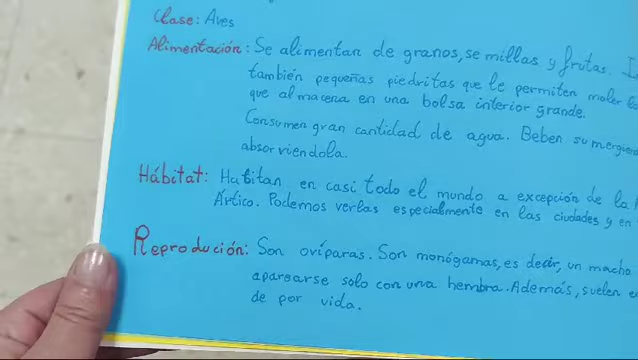 Clase: Aves
Alimentación: Se alimentan de granos, semillas y frutas.
también pequeñas piedritas que le permiten moler
que almacena en una bolsa interior grande.
Consumen gran cantidad de agua. Beben sumergien
absorviendola.
Hábitat: Habitan en casi todo el mundo a excepción de la
Ártico. Podemos verlas especialmente en las ciudades y en
Reproducción: Son ovíparas. Son monógamas, es decir, un macho
aparearse solo con una hembra. Además, suelen
de por vida.